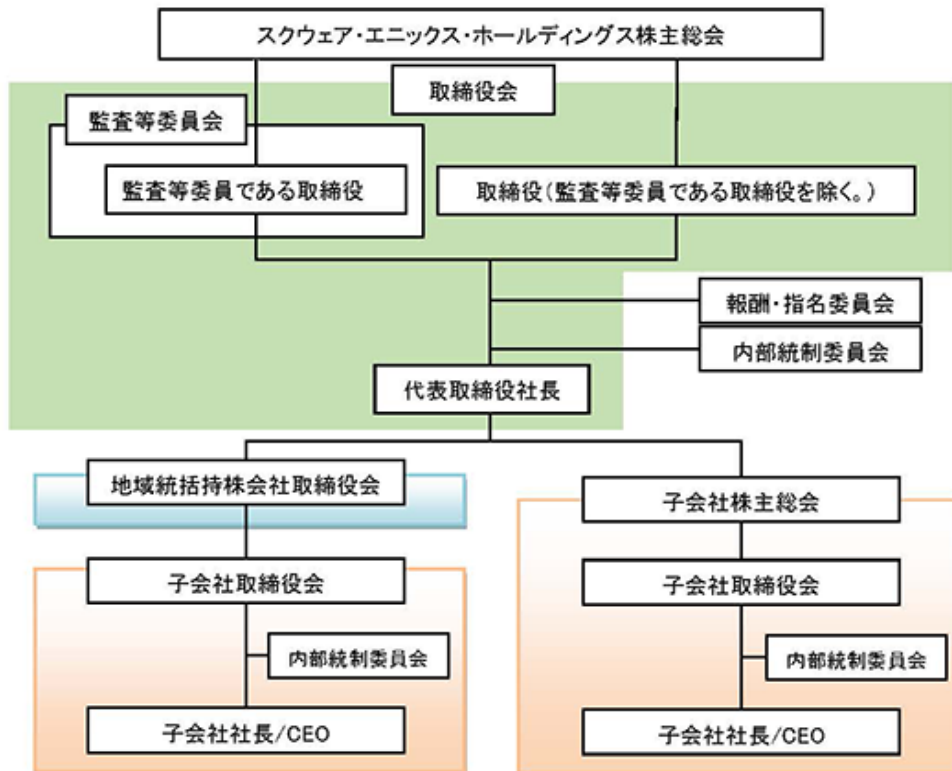 スクウェア・エニックス・ホールディングス株主総会
取締役会
監査等委員会
監査等委員である取締役
取締役(監査等委員である取締役を除く。)
報酬・指名委員会
内部統制委員会
代表取締役社長
地域統括持株会社取締役会
子会社取締役会
内部統制委員会
子会社社長/CEO
子会社株主総会
子会社取締役会
内部統制委員会
子会社社長/CEO